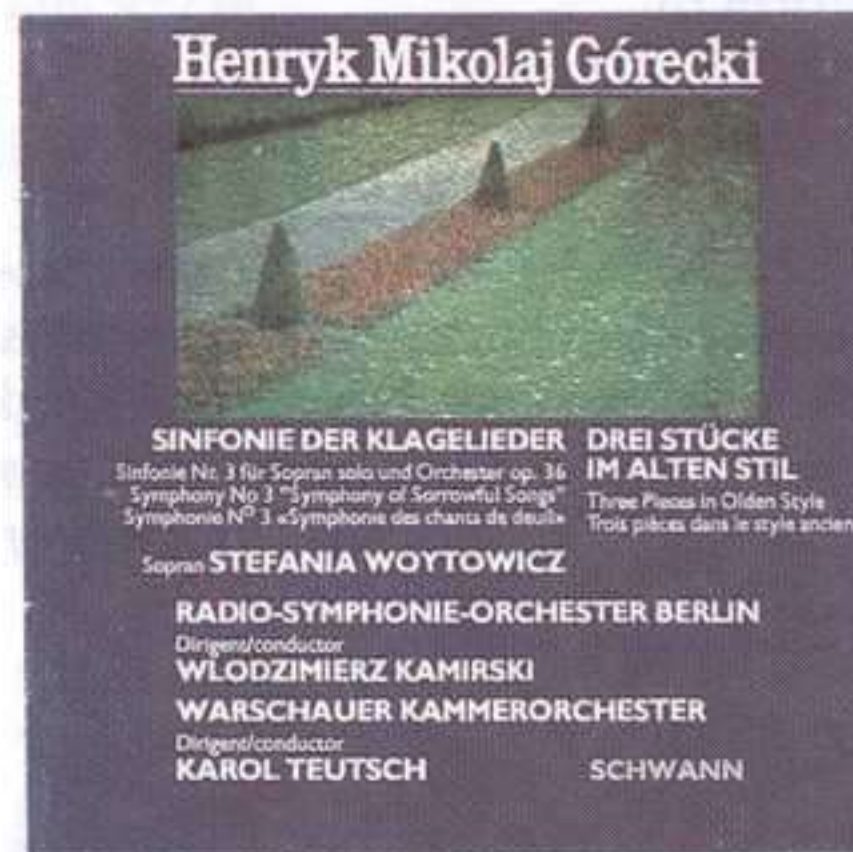 Henryk Mikolaj Górecki
SINFONIE DER KLAGELIEDER
Sinfonie Nr. 3 für Sopran solo und Orchester op. 36
Symphony No 3 "Symphony of Sorrowful Songs"
Symphonie Nº 3 «Symphonie des chants de deuil»
DREI STÜCKE
IM ALTEN STIL
Three Pieces in Olden Style
Trois pièces dans le style ancien
Sopran STEFANIA WOYTOWICZ
RADIO-SYMPHONIE-ORCHESTER BERLIN
Dirigent/conductor
WLODZIMIERZ KAMIRSKI
WARSCHAUER KAMMERORCHESTER
Dirigent/conductor
KAROL TEUTSCH
SCHWANN